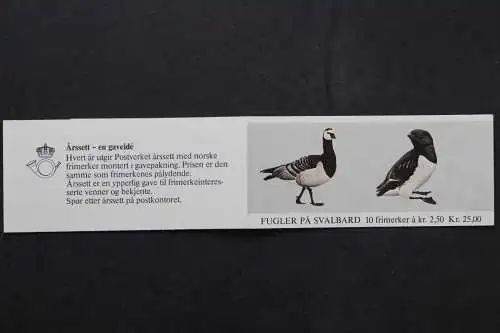 Årssett – en gaveidé
Hvert år utgir Postverket årssett med norske
frimerker montert i gavepakning. Prisen er den
samme som frimerkenes pålydende.
Årssett er en ypperlig gave til frimerkeinteres-
serte venner og bekjente.
Spør etter årssett på postkontoret.
FUGLER PÅ SVALBARD 10 frimerker à kr. 2,50 Kr. 25,00